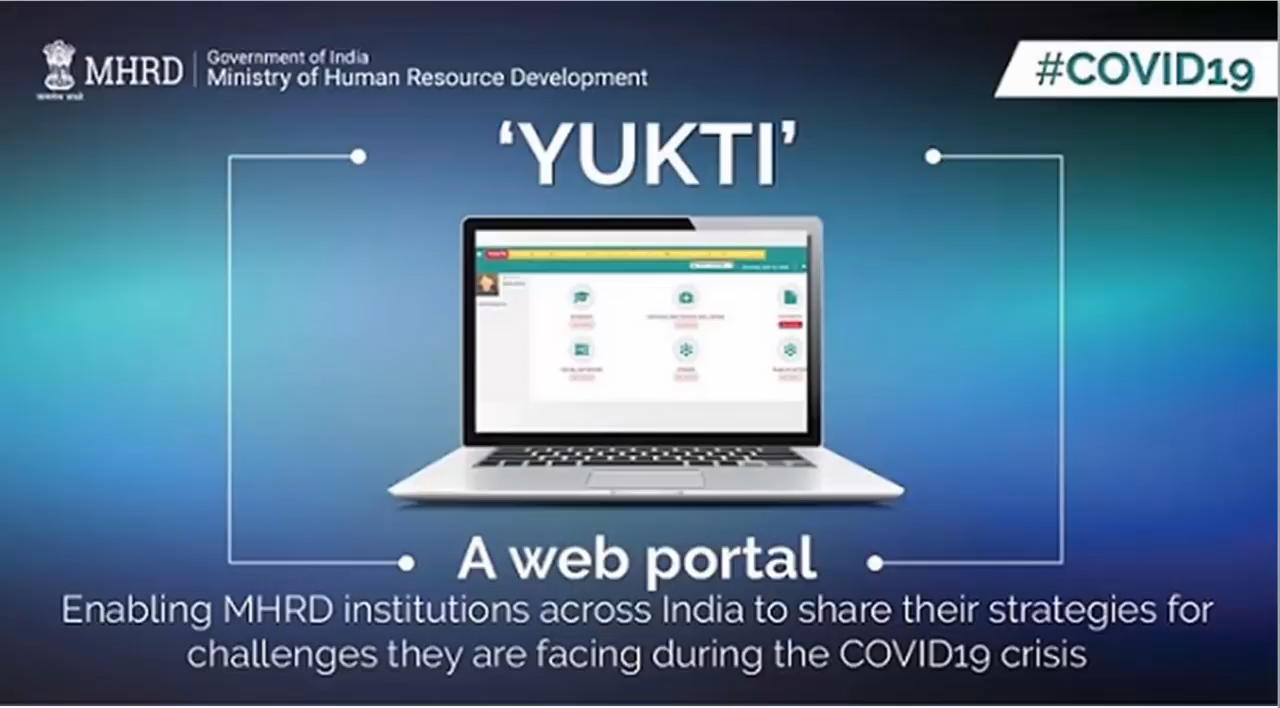 MHRD
Government of India
Ministry of Human Resource Development
#COVID19
‘YUKTI’
A web portal
Enabling MHRD institutions across India to share their strategies for
challenges they are facing during the COVID19 crisis